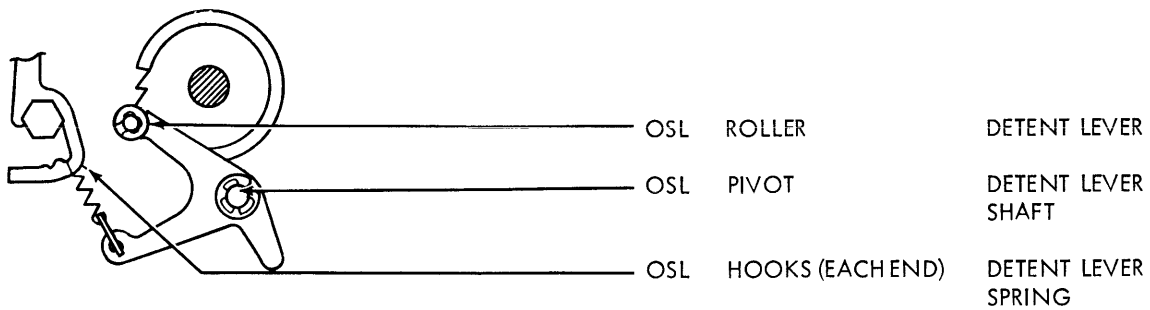 OSL ROLLER DETENT LEVER
OSL PIVOT DETENT LEVER
SHAFT
OSL HOOKS (EACH END) DETENT LEVER
SPRING